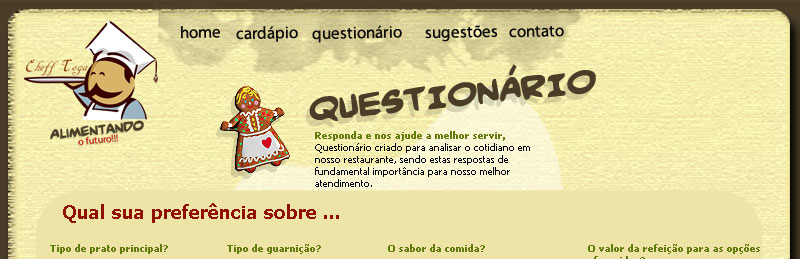 home cardápio questionário sugestões contato
Cheff Toga
ALIMENTANDO
o futuro!!!
QUESTIONÁRIO
Responda e nos ajude a melhor servir,
Questionário criado para analisar o cotidiano em
nosso restaurante, sendo estas respostas de
fundamental importância para nosso melhor
atendimento.
Qual sua preferência sobre ...
Tipo de prato principal? Tipo de guarnição? O sabor da comida? O valor da refeição para as opções